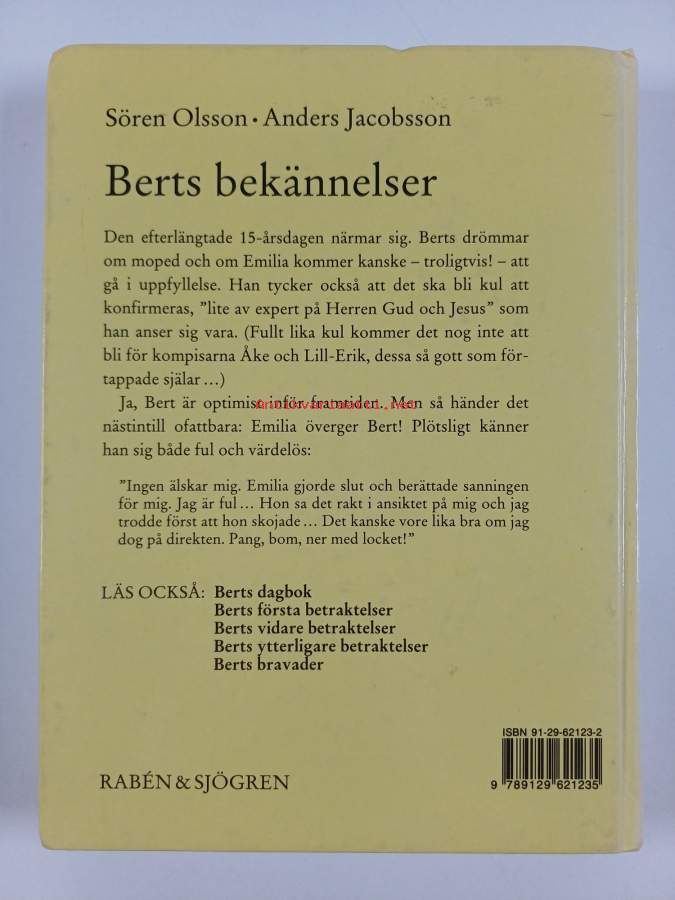 Sören Olsson · Anders Jacobsson
Berts bekännelser
Den efterlängtade 15-årsdagen närmar sig. Berts drömmar
om moped och om Emilia kommer kanske – troligtvis! – att
gå i uppfyllelse. Han tycker också att det ska bli kul att
konfirmeras, ”lite av expert på Herren Gud och Jesus” som
han anser sig vara. (Fullt lika kul kommer det nog inte att
bli för kompisarna Åke och Lill-Erik, dessa så gott som för-
tappade själar ...)
Ja, Bert är optimist inför framtiden. Men så händer det
Antikvariaatti.net
nästintill ofattbara: Emilia överger Bert! Plötsligt känner
han sig både ful och värdelös:
”Ingen älskar mig. Emilia gjorde slut och berättade sanningen
för mig. Jag är ful ... Hon sa det rakt i ansiktet på mig och jag
trodde först att hon skojade ... Det kanske vore lika bra om jag
dog på direkten. Pang, bom, ner med locket!”
LÄS OCKSÅ: Berts dagbok
Berts första betraktelser
Berts vidare betraktelser
Berts ytterligare betraktelser
Berts bravader
ISBN 91-29-62123-2
9 789129 621235
RABÉN & SJÖGREN